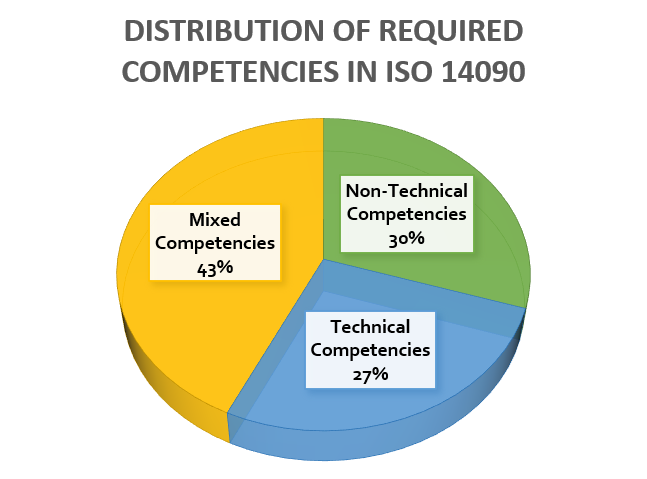 DISTRIBUTION OF REQUIRED
COMPETENCIES IN ISO 14090
Non-Technical
Competencies
30%
Mixed
Competencies
43%
Technical
Competencies
27%